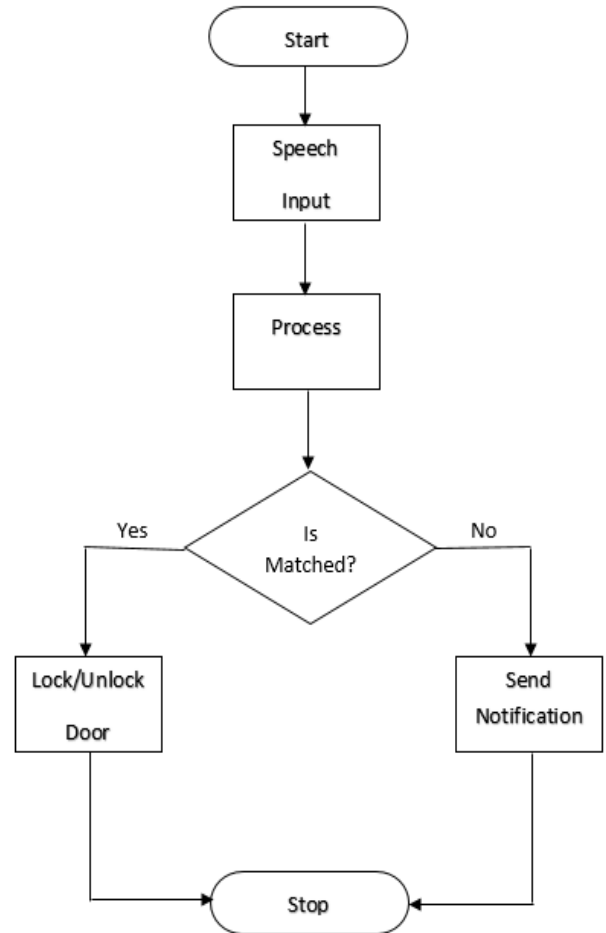 Start
Speech
Input
Process
Is
Matched?
Yes
No
Lock/Unlock
Door
Send
Notification
Stop